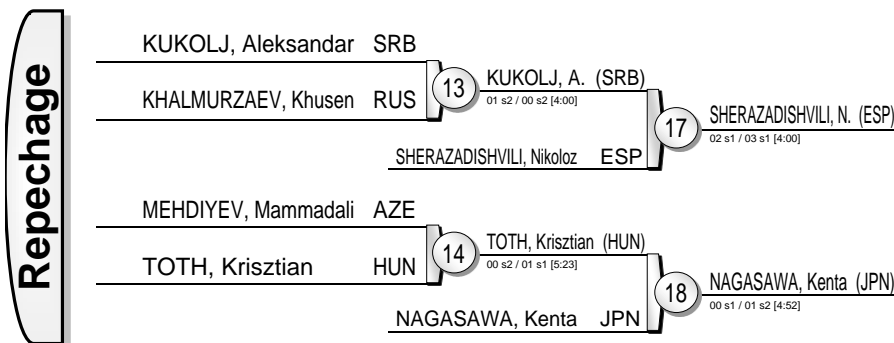 Repechage
KUKOLJ, Aleksandar SRB
KHALMURZAEV, Khusen RUS
13
KUKOLJ, A. (SRB)
01 s2 / 00 s2 [4:00]
SHERAZADISHVILI, Nikoloz ESP
17
SHERAZADISHVILI, N. (ESP)
02 s1 / 03 s1 [4:00]
MEHDIYEV, Mammadali AZE
TOTH, Krisztian HUN
14
TOTH, Krisztian (HUN)
00 s2 / 01 s1 [5:23]
NAGASAWA, Kenta JPN
18
NAGASAWA, Kenta (JPN)
00 s1 / 01 s2 [4:52]